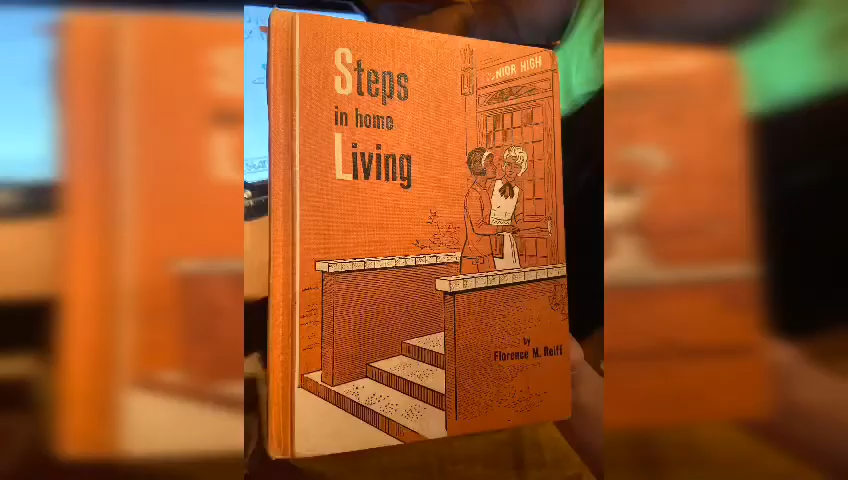 Steps
in home
Living
JUNIOR HIGH
by
Florence M. Reiff